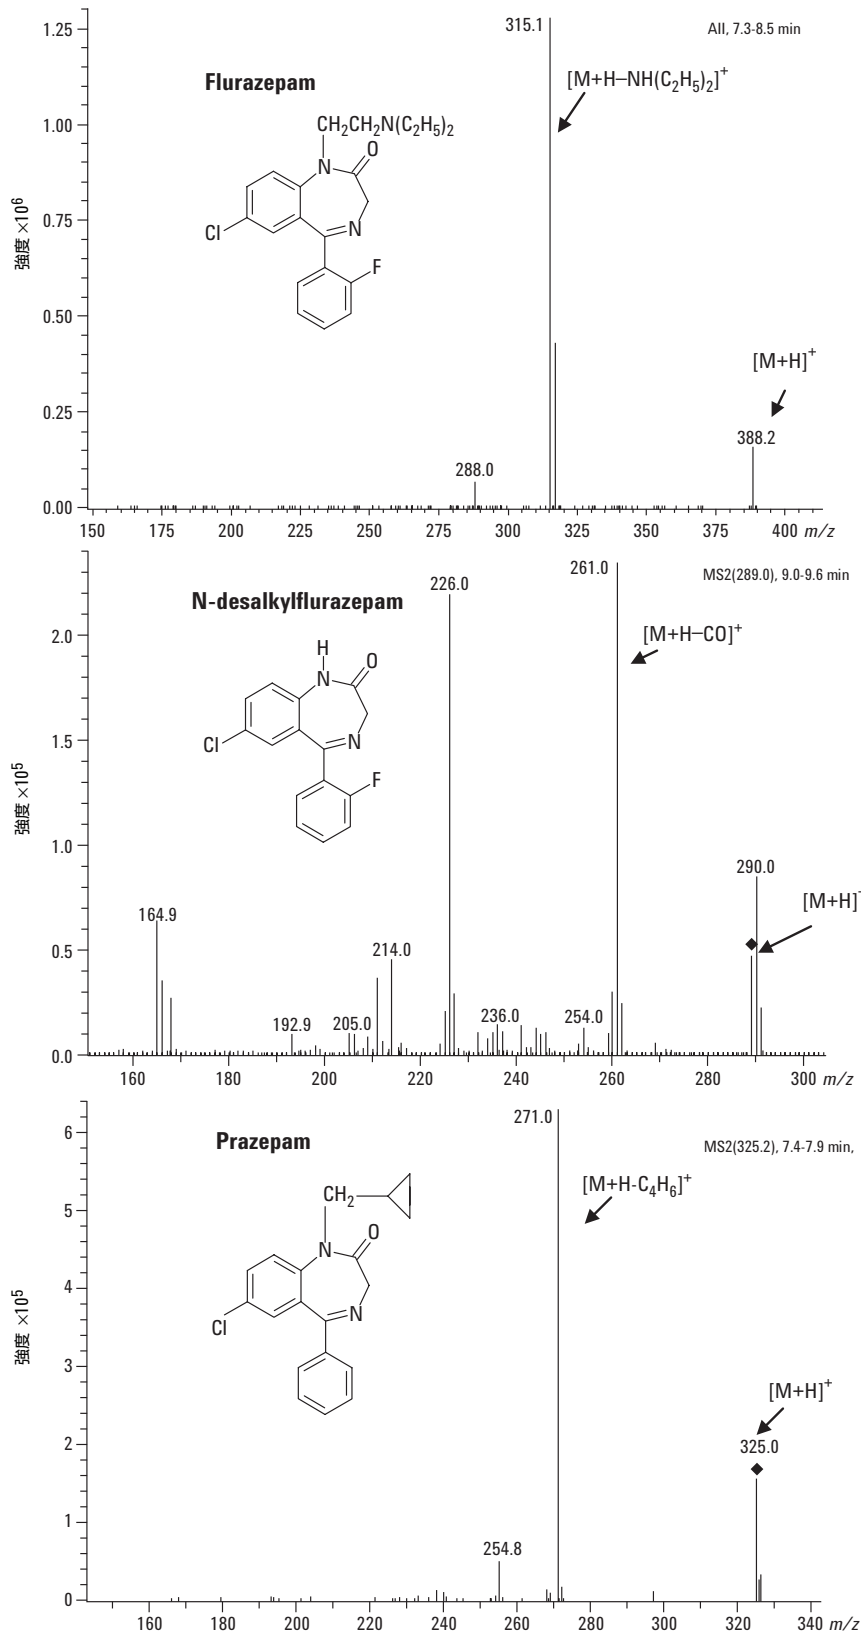 1.25
315.1
All, 7.3-8.5 min
Flurazepam
[M+H–NH(C₂H₅)₂]⁺
CH₂CH₂N(C₂H₅)₂
1.00
N
O
強度 ×10⁶
0.75
Cl
N
F
0.50
[M+H]⁺
0.25
388.2
288.0
0.00
150 175 200 225 250 275 300 325 350 375 400 m/z
226.0
261.0
MS2(289.0), 9.0-9.6 min
N-desalkylflurazepam
2.0
[M+H–CO]⁺
H
N
O
1.5
Cl
N
強度 ×10⁵
F
1.0
290.0
164.9
[M+H]⁺
0.5
214.0
192.9
205.0
236.0
254.0
0.0
160 180 200 220 240 260 280 300 m/z
271.0
Prazepam
6
MS2(325.2), 7.4-7.9 min,
[M+H-C₄H₆]⁺
CH₂
5
N
O
4
Cl
N
強度 ×10⁵
3
[M+H]⁺
2
325.0
1
254.8
0
160 180 200 220 240 260 280 300 320 340 m/z